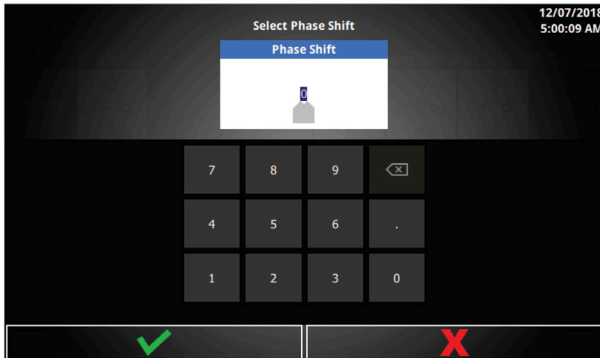 12/07/2018
5:00:09 AM
Select Phase Shift
Phase Shift
0
7 8 9
4 5 6 .
1 2 3 0